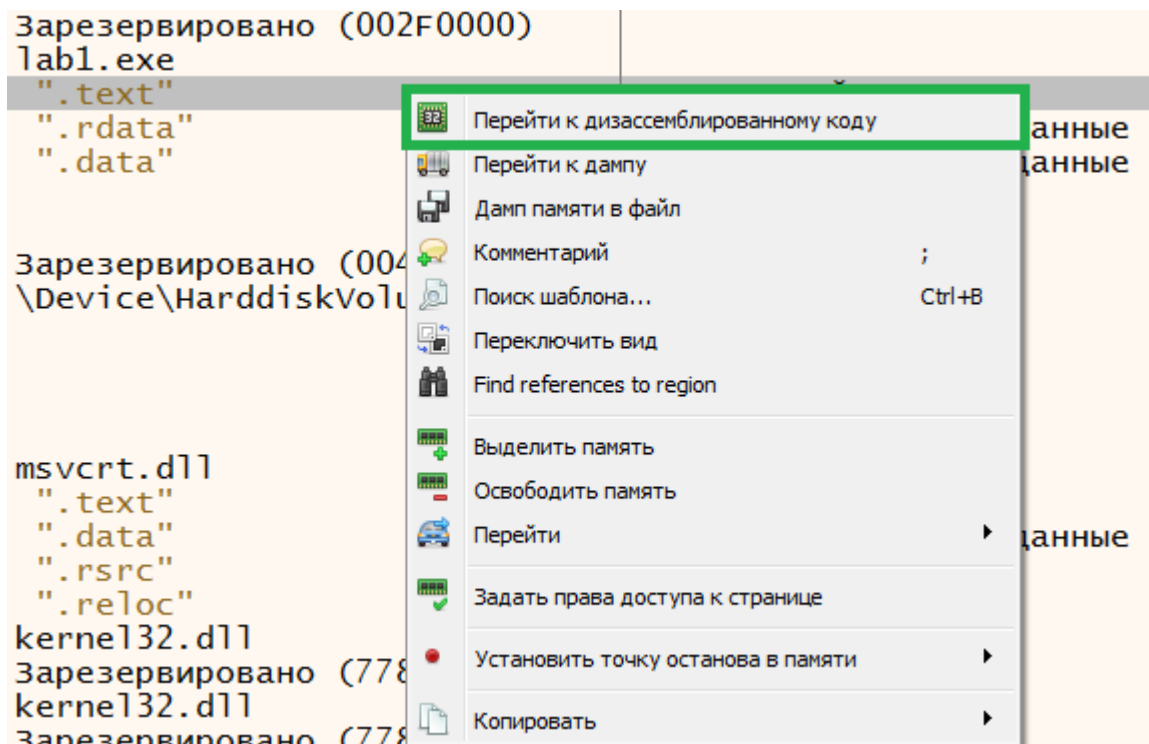 Зарезервировано (002F0000)
lab1.exe
".text"
".rdata"
".data"
анные
данные
Зарезервировано (004
\Device\HarddiskVolu
msvcrt.dll
".text"
".data"
данные
".rsrc"
".reloc"
kernel32.dll
Зарезервировано (778
kernel32.dll
Зарезервировано (778
32
Перейти к дизассемблированному коду
Перейти к дампу
Дамп памяти в файл
Комментарий ;
Поиск шаблона... Ctrl+B
Переключить вид
Find references to region
Выделить память
Освободить память
Перейти
Задать права доступа к странице
Установить точку останова в памяти
Копировать